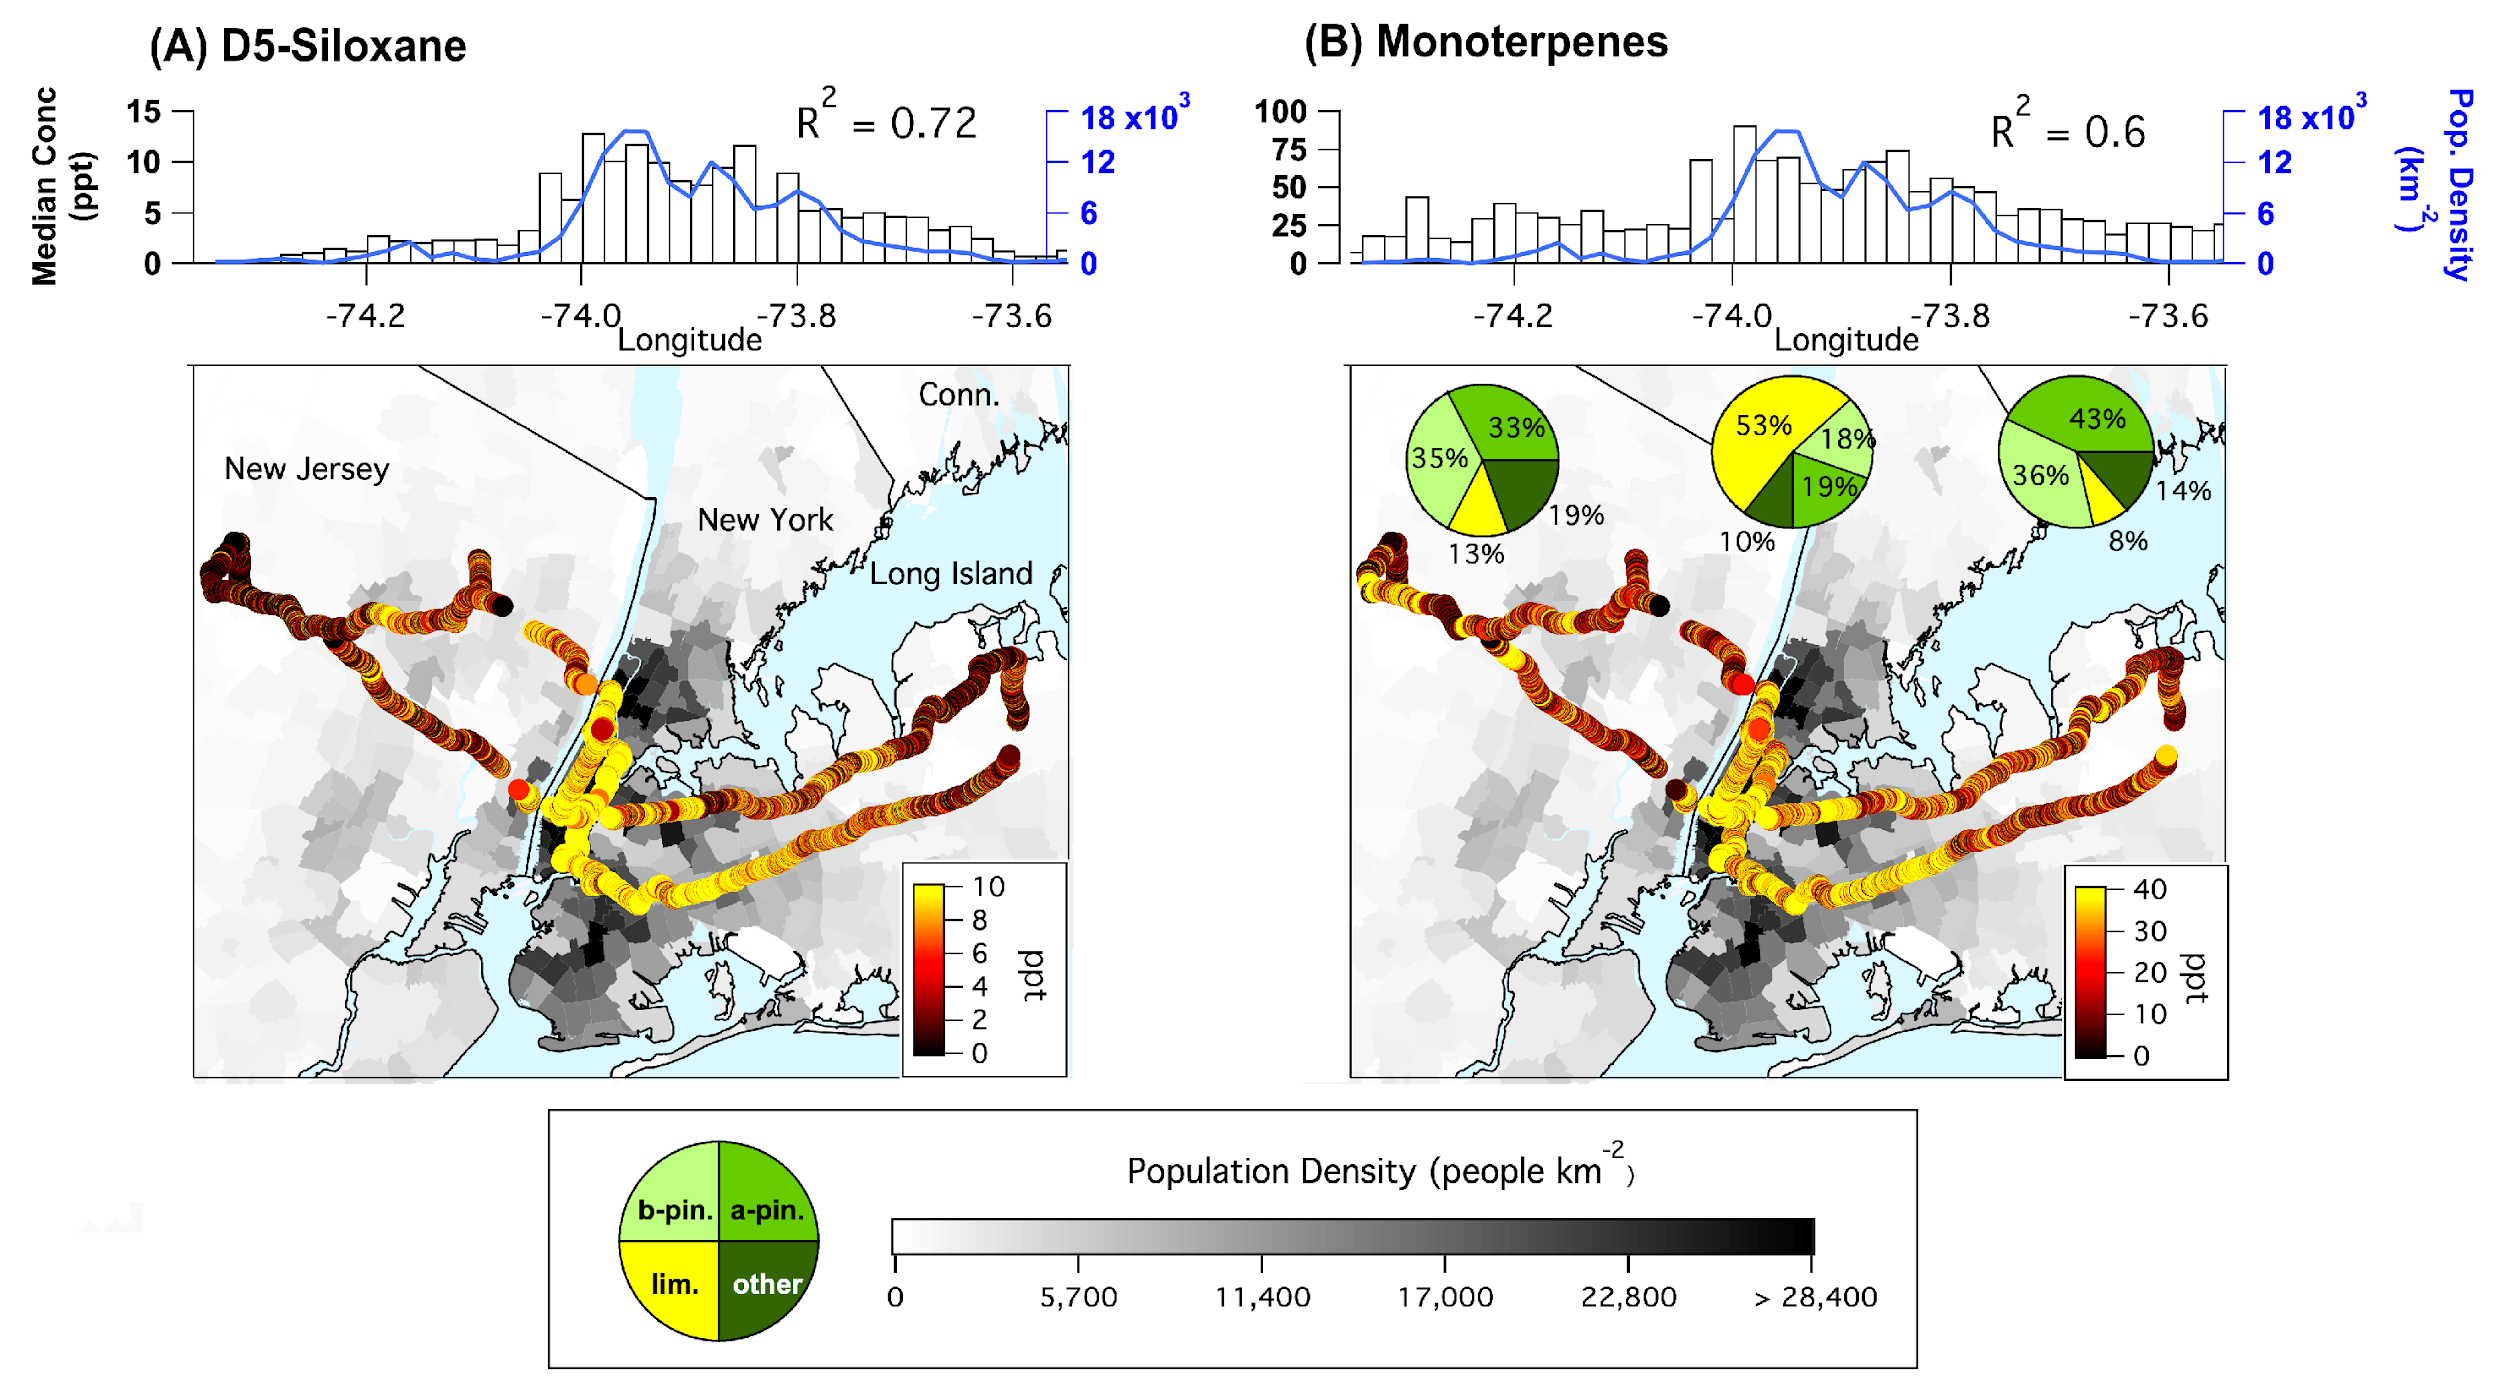 (A) D5-Siloxane
Median Conc
(ppt)
15
10
5
0
R² = 0.72
18 x10³
12
6
0
-74.2
-74.0
-73.8
-73.6
Longitude
New Jersey
New York
Conn.
Long Island
10
8
6
4
2
0
ppt
(B) Monoterpenes
100
75
50
25
0
R² = 0.6
18 x10³
12
6
0
Pop. Density
(km⁻²)
-74.2
-74.0
-73.8
-73.6
Longitude
33%
35%
13%
19%
53%
18%
19%
10%
43%
36%
8%
14%
40
30
20
10
0
ppt
b-pin.
a-pin.
lim.
other
Population Density (people km⁻²)
0
5,700
11,400
17,000
22,800
> 28,400